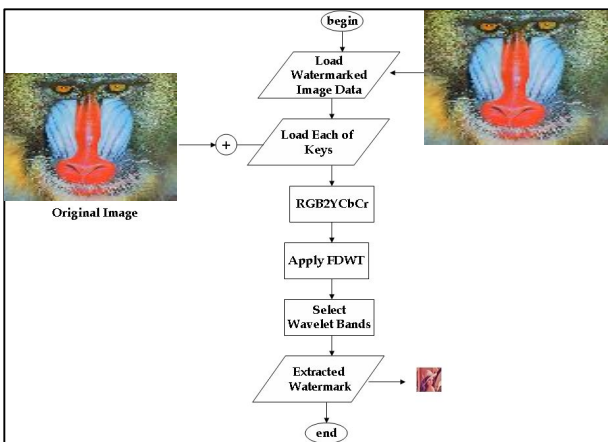 begin
Load
Watermarked
Image Data
+
Load Each of
Keys
Original Image
RGB2YCbCr
Apply FDWT
Select
Wavelet Bands
Extracted
Watermark
end